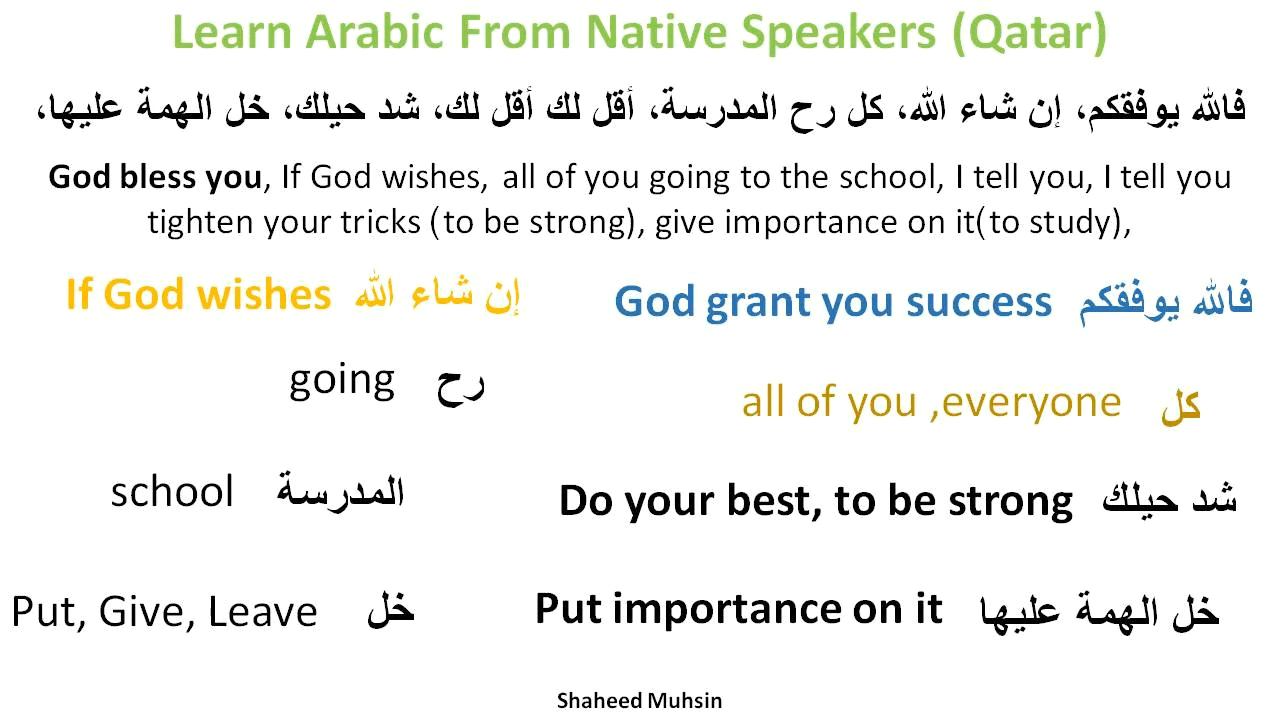 Learn Arabic From Native Speakers (Qatar)
فالله يوفقكم، إن شاء الله، كل رح المدرسة، أقل لك أقل لك، شد حيلك، خل الهمة عليها،
God bless you, If God wishes, all of you going to the school, I tell you, I tell you
tighten your tricks (to be strong), give importance on it(to study),
If God wishes إن شاء الله
God grant you success فالله يوفقكم
going رح
all of you ,everyone كل
school المدرسة
Do your best, to be strong شد حيلك
Put, Give, Leave خل
Put importance on it خل الهمة عليها
Shaheed Muhsin